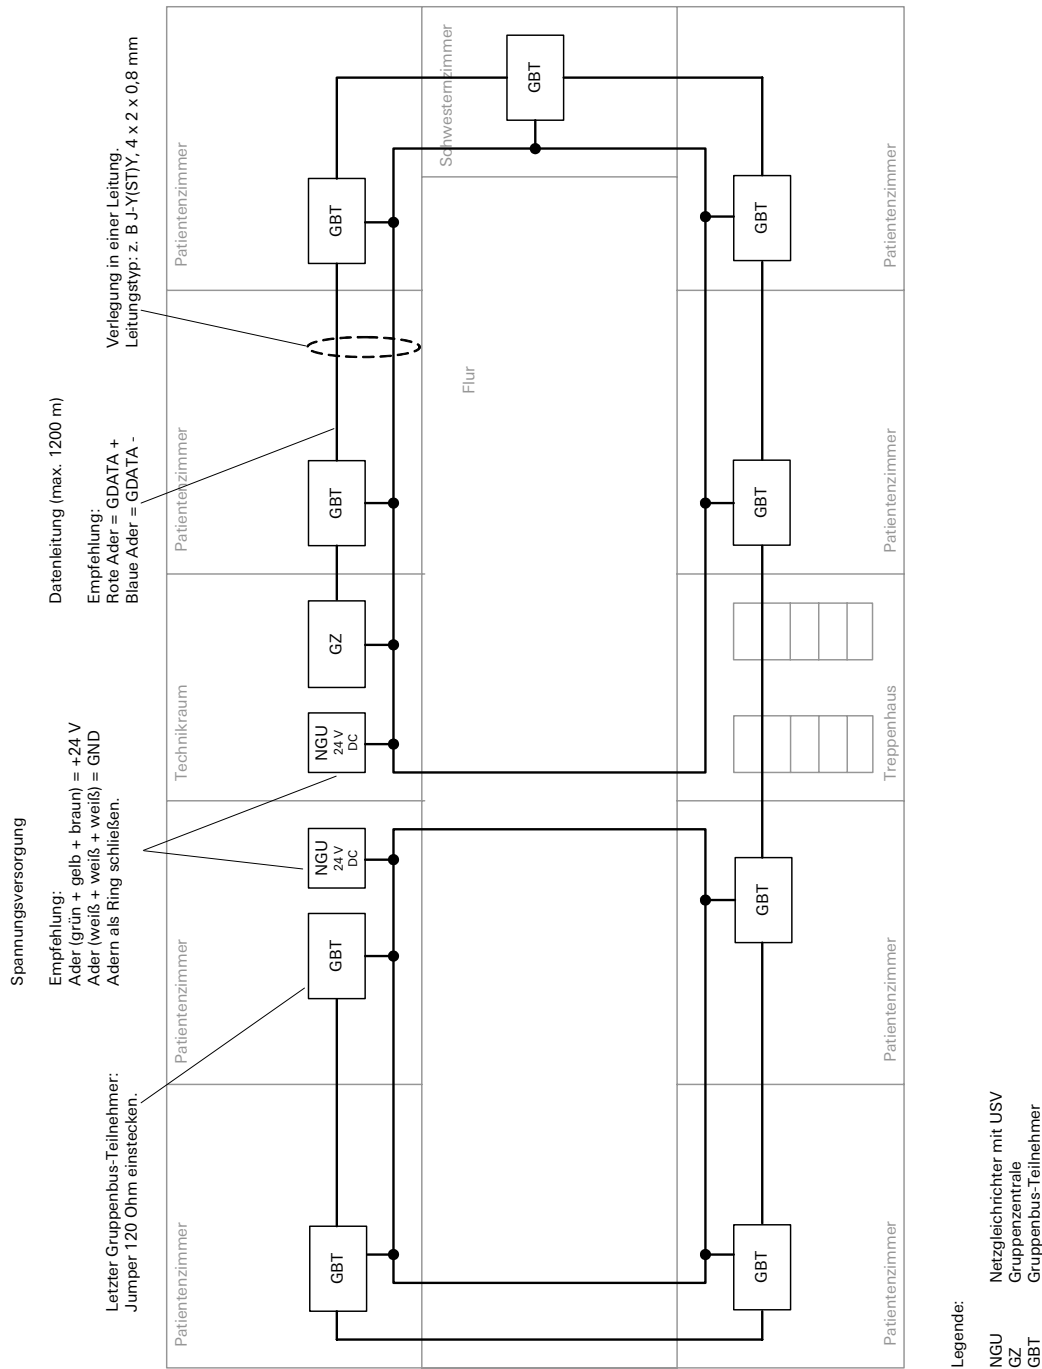 Spannungsversorgung
Empfehlung:
Ader (grün + gelb + braun) = +24 V
Ader (weiß + weiß + weiß) = GND
Adern als Ring schließen.
Datenleitung (max. 1200 m)
Empfehlung:
Rote Ader = GDATA +
Blaue Ader = GDATA -
Letzter Gruppenbus-Teilnehmer:
Jumper 120 Ohm einstecken.
Verlegung in einer Leitung.
Leitungstyp: z. B J-Y(ST)Y, 4 x 2 x 0,8 mm
Patientenzimmer
Patientenzimmer
Technikraum
Patientenzimmer
Patientenzimmer
GBT
GBT
NGU
24 V
DC
NGU
24 V
DC
GZ
GBT
GBT
Schwesternzimmer
Flur
GBT
GBT
GBT
GBT
GBT
Patientenzimmer
Patientenzimmer
Treppenhaus
Patientenzimmer
Patientenzimmer
Legende:
NGU Netzgleichrichter mit USV
GZ Gruppenzentrale
GBT Gruppenbus-Teilnehmer